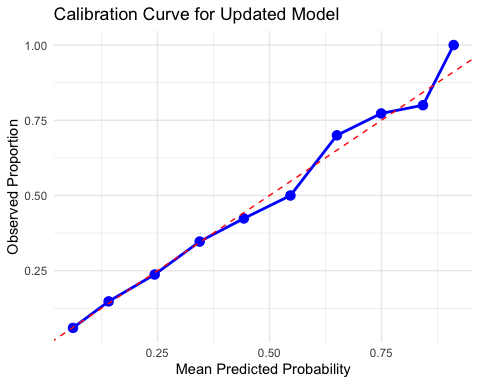 Calibration Curve for Updated Model
1.00
0.75
0.50
0.25
Observed Proportion
0.25 0.50 0.75
Mean Predicted Probability